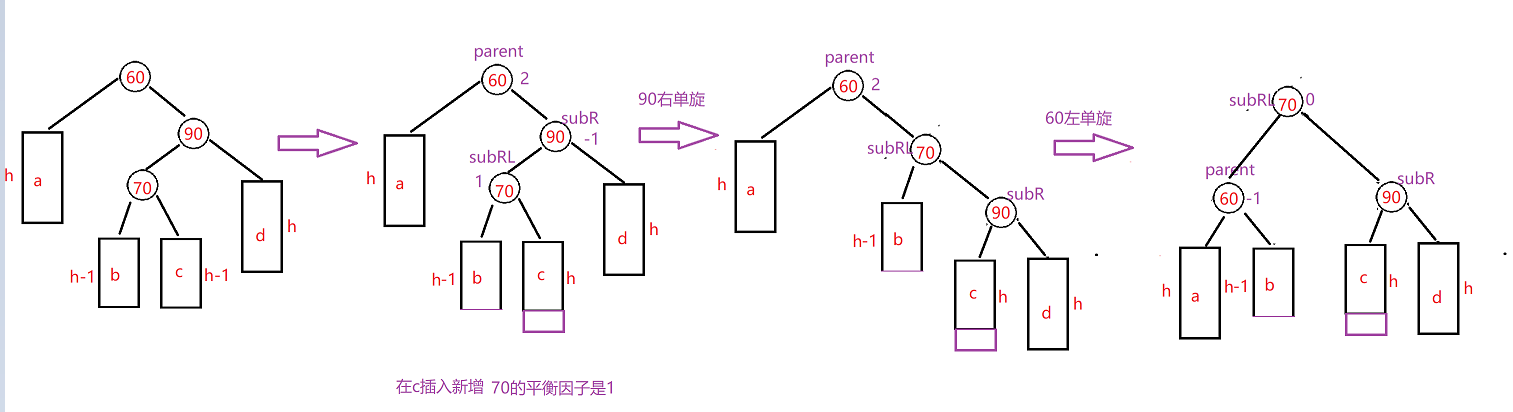 60
90
h
a
70
d
h
h-1
b
c
h-1
parent
60
2
subR
90
-1
subRL
1
70
h
a
d
h
h-1
b
c
h
90右单旋
parent
60
2
subRL
70
subR
90
h
a
h-1
b
c
h
d
h
60左单旋
subRL
70
0
parent
60
-1
subR
90
h
a
h-1
b
c
h
d
h
在c插入新增 70的平衡因子是1